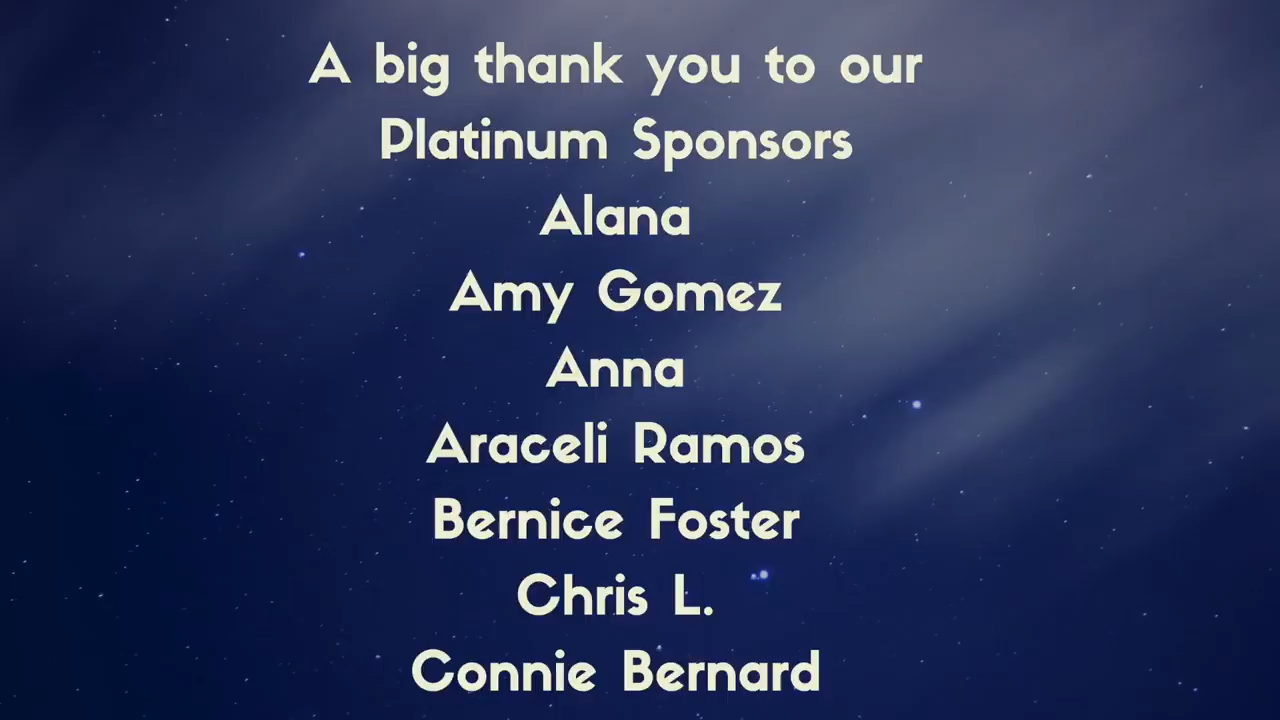 A big thank you to our
Platinum Sponsors
Alana
Amy Gomez
Anna
Araceli Ramos
Bernice Foster
Chris L.
Connie Bernard